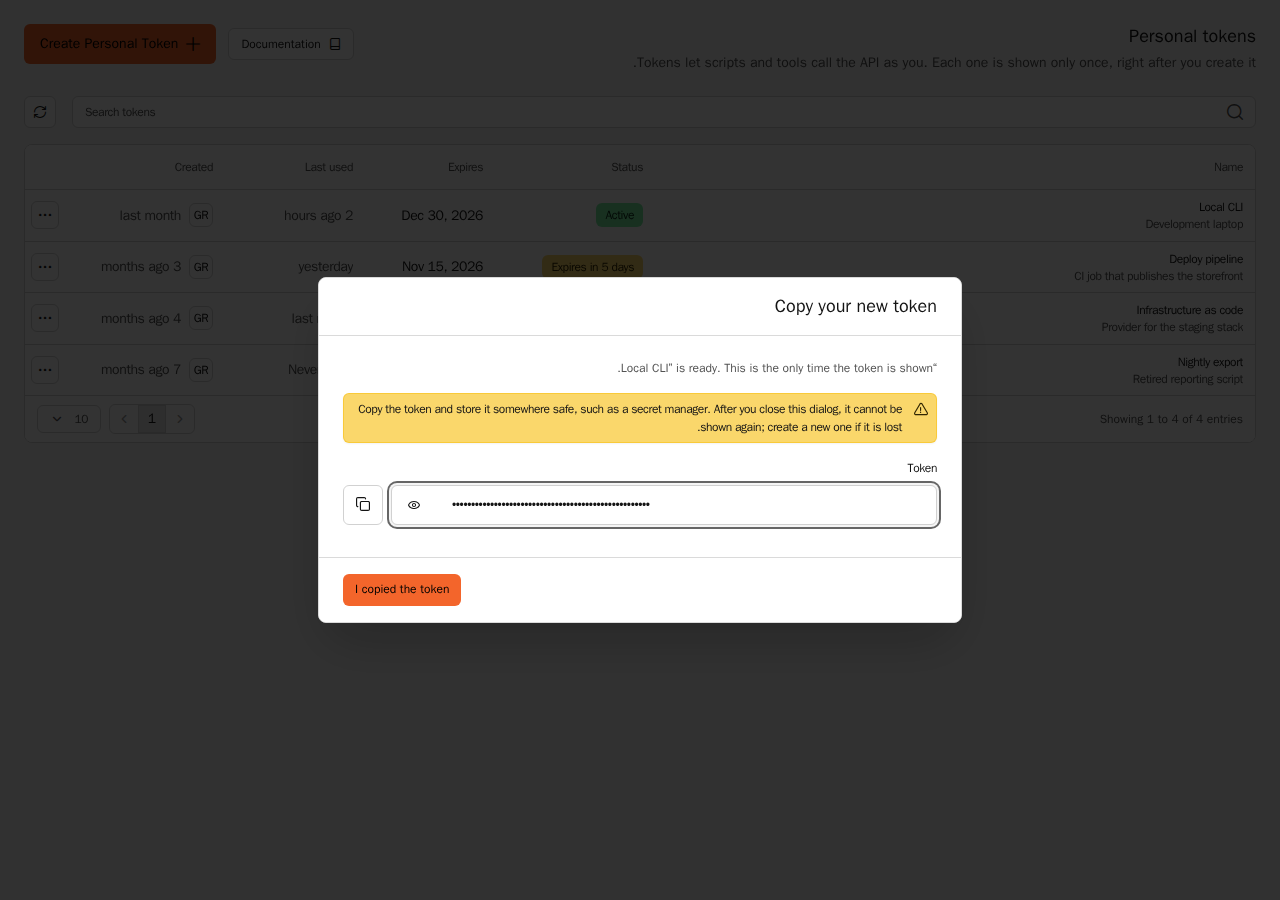 Personal tokens
Tokens let scripts and tools call the API as you. Each one is shown only once, right after you create it.
Documentation
Create Personal Token
Search tokens
Name
Status
Expires
Last used
Created
Local CLI
Development laptop
Active
Dec 30, 2026
hours ago 2
GR
last month
Deploy pipeline
CI job that publishes the storefront
Expires in 5 days
Nov 15, 2026
yesterday
GR
months ago 3
Infrastructure as code
Provider for the staging stack
last
GR
months ago 4
Nightly export
Retired reporting script
GR
months ago 7
Showing 1 to 4 of 4 entries
1
10
Copy your new token
“Local CLI” is ready. This is the only time the token is shown.
Copy the token and store it somewhere safe, such as a secret manager. After you close this dialog, it cannot be
shown again; create a new one if it is lost.
Token
I copied the token